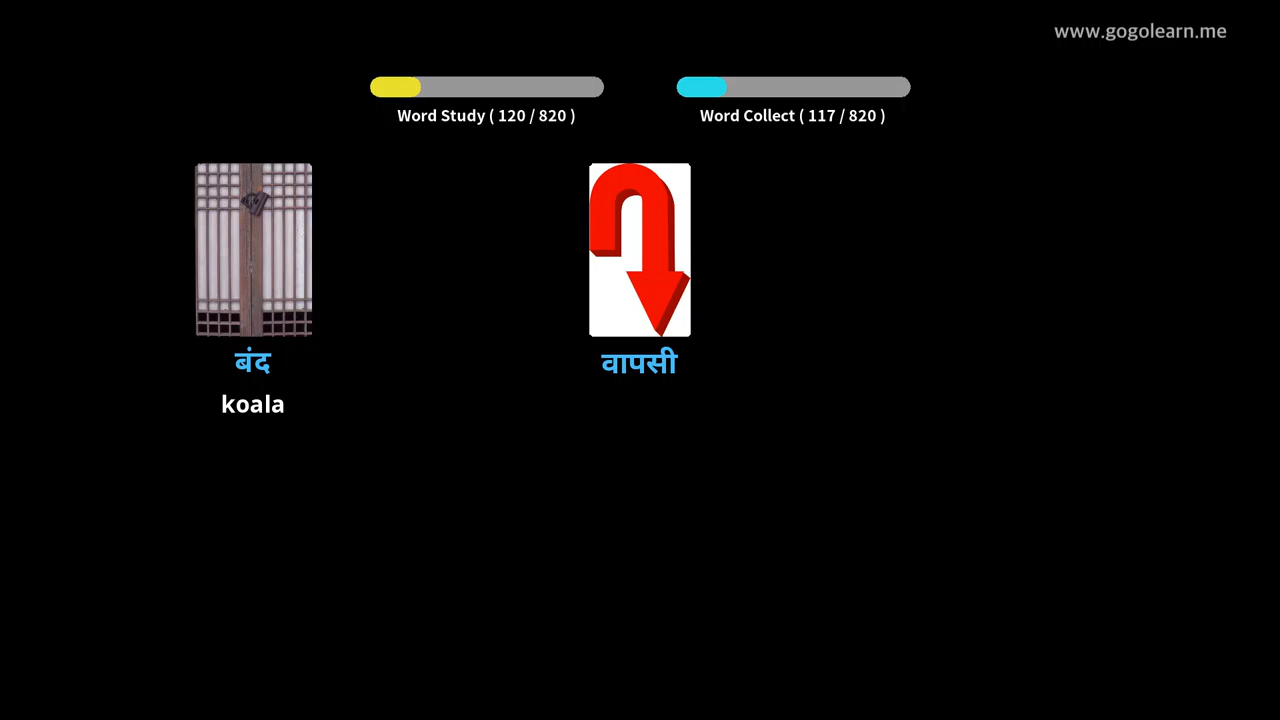 www.gogolearn.me
Word Study ( 120 / 820 )
Word Collect ( 117 / 820 )
बंद
वापसी
koala